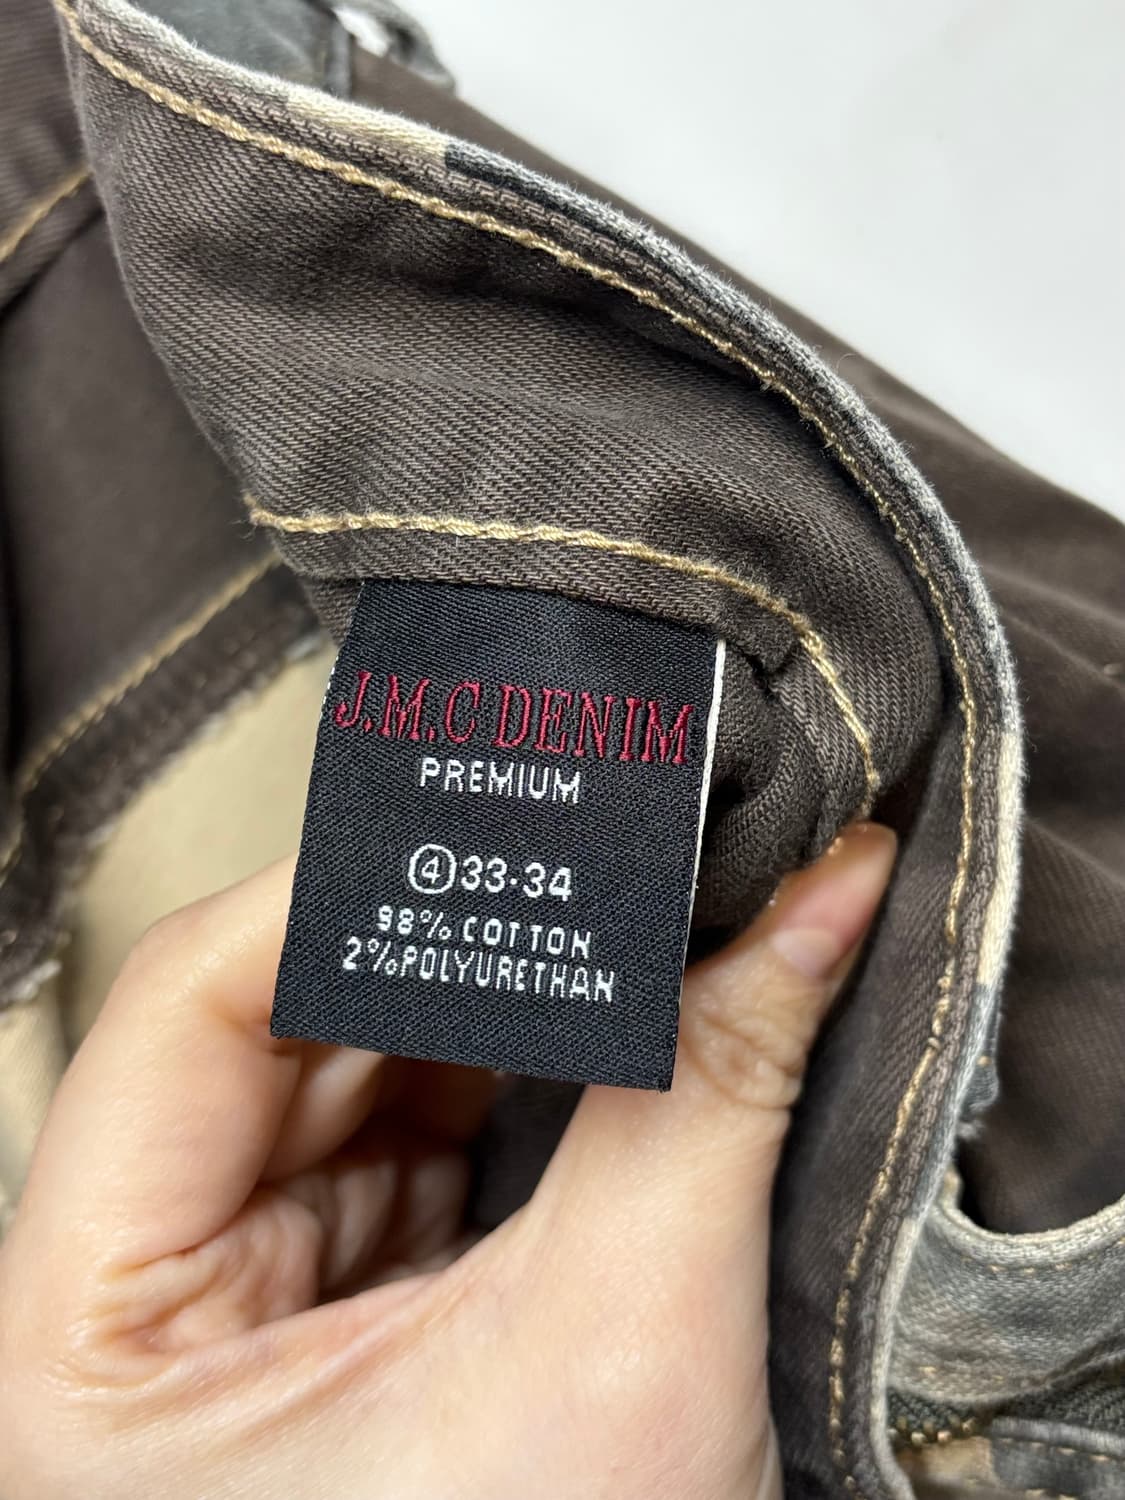 J.M.C DENIM
PREMIUM
④33·34
98% COTTON
2%POLYURETHAN